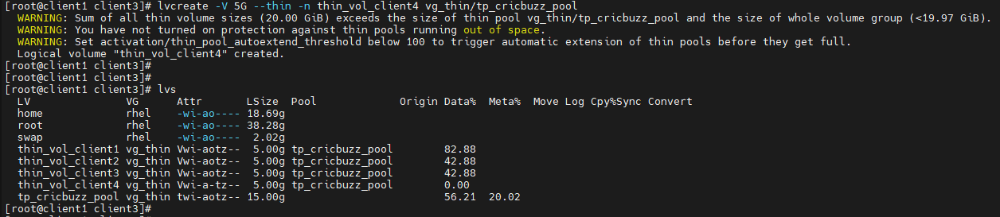 [root@client1 client3]# lvcreate -V 5G --thin -n thin_vol_client4 vg_thin/tp_cricbuzz_pool
  WARNING: Sum of all thin volume sizes (20.00 GiB) exceeds the size of thin pool vg_thin/tp_cricbuzz_pool and the size of whole volume group (<19.97 GiB).
  WARNING: You have not turned on protection against thin pools running out of space.
  WARNING: Set activation/thin_pool_autoextend_threshold below 100 to trigger automatic extension of thin pools before they get full.
  Logical volume "thin_vol_client4" created.
[root@client1 client3]#
[root@client1 client3]#
[root@client1 client3]# lvs
  LV               VG      Attr       LSize  Pool             Origin Data%  Meta%  Move Log Cpy%Sync Convert
  home             rhel    -wi-ao---- 18.69g
  root             rhel    -wi-ao---- 38.28g
  swap             rhel    -wi-ao----  2.02g
  thin_vol_client1 vg_thin Vwi-aotz--  5.00g tp_cricbuzz_pool        82.88
  thin_vol_client2 vg_thin Vwi-aotz--  5.00g tp_cricbuzz_pool        42.88
  thin_vol_client3 vg_thin Vwi-aotz--  5.00g tp_cricbuzz_pool        42.88
  thin_vol_client4 vg_thin Vwi-a-tz--  5.00g tp_cricbuzz_pool        0.00
  tp_cricbuzz_pool vg_thin twi-aotz-- 15.00g                         56.21  20.02
[root@client1 client3]#